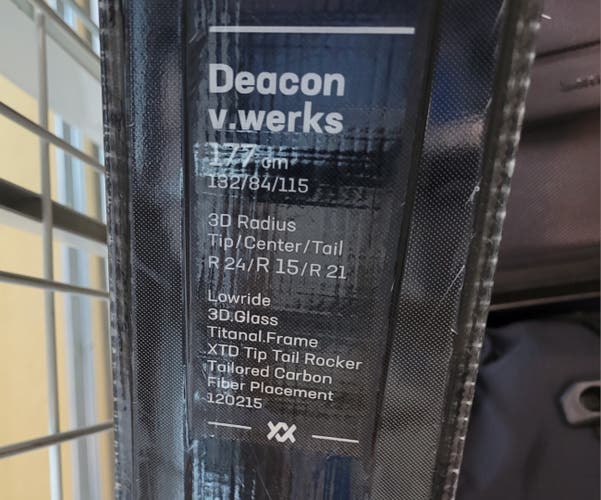 Deacon
v.werks
177 cm
132/84/115
3D Radius
Tip/Center/Tail
R 24/R 15/R 21
Lowride
3D.Glass
Titanal.Frame
XTD Tip Tail Rocker
Tailored Carbon
Fiber Placement
120215